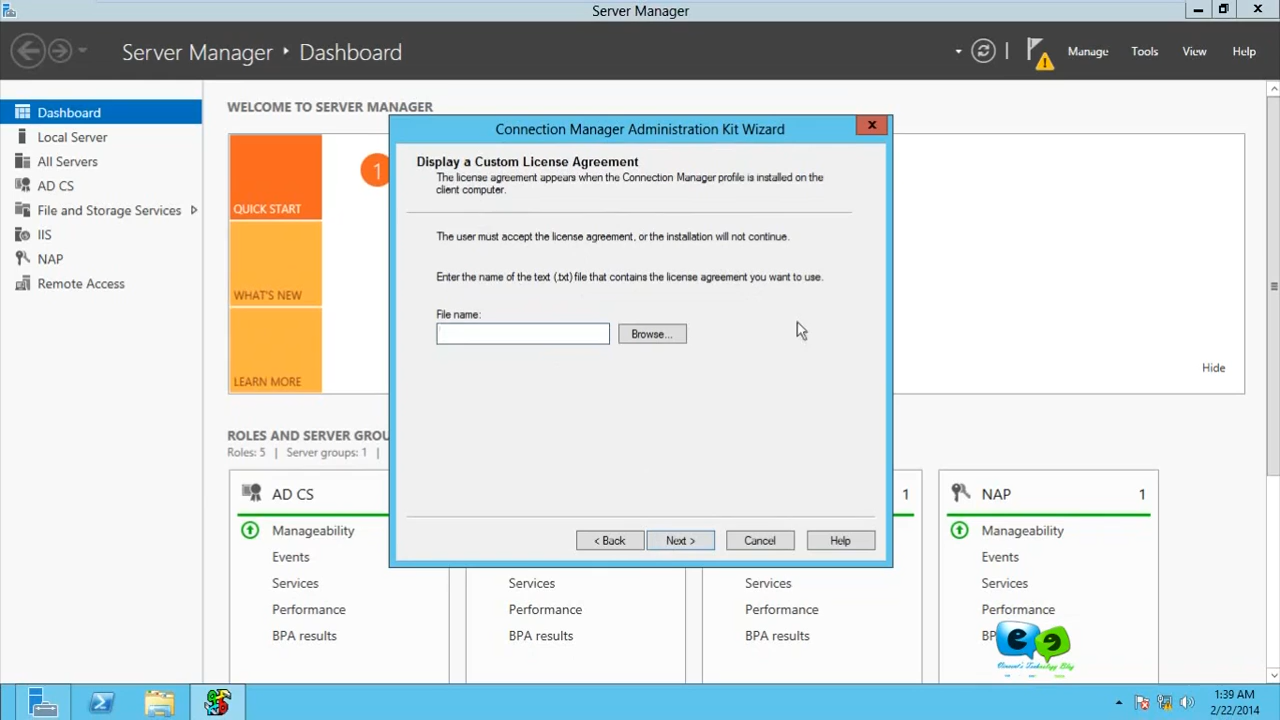 Server Manager
Server Manager • Dashboard
Manage Tools View Help
Dashboard
Local Server
All Servers
AD CS
File and Storage Services
IIS
NAP
Remote Access
WELCOME TO SERVER MANAGER
QUICK START
WHAT'S NEW
LEARN MORE
1
Hide
Connection Manager Administration Kit Wizard
Display a Custom License Agreement
The license agreement appears when the Connection Manager profile is installed on the
client computer.
The user must accept the license agreement, or the installation will not continue.
Enter the name of the text (.txt) file that contains the license agreement you want to use.
File name:
Browse...
< Back Next > Cancel Help
ROLES AND SERVER GROU
Roles: 5 | Server groups: 1 |
AD CS
Manageability
Events
Services
Performance
BPA results
Services
Performance
BPA results
1
Services
Performance
BPA results
NAP 1
Manageability
Events
Services
Performance
BP
1:39 AM
2/22/2014